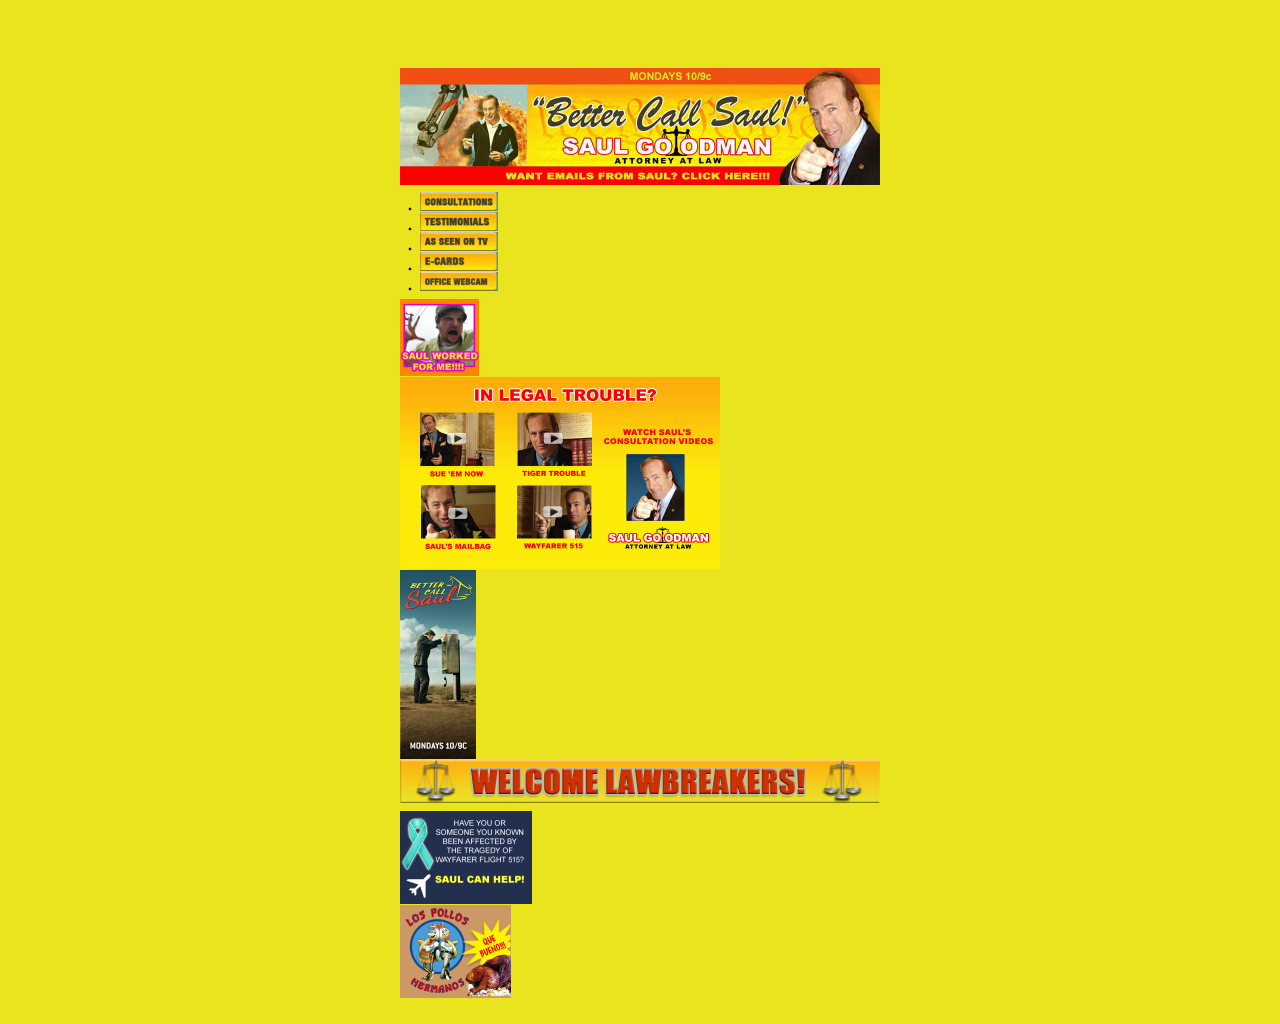 MONDAYS 10/9c
"Better Call Saul!"
SAUL GOODMAN
ATTORNEY AT LAW
WANT EMAILS FROM SAUL? CLICK HERE!!!
CONSULTATIONS
TESTIMONIALS
AS SEEN ON TV
E-CARDS
OFFICE WEBCAM
SAUL WORKED
FOR ME!!!!
IN LEGAL TROUBLE?
SUE 'EM NOW
TIGER TROUBLE
SAUL'S MAILBAG
WAYFARER 515
WATCH SAUL'S
CONSULTATION VIDEOS
SAUL GOODMAN
ATTORNEY AT LAW
BETTER
CALL
Saul
MONDAYS 10/9C
WELCOME LAWBREAKERS!
HAVE YOU OR
SOMEONE YOU KNOWN
BEEN AFFECTED BY
THE TRAGEDY OF
WAYFARER FLIGHT 515?
SAUL CAN HELP!
LOS POLLOS
HERMANOS
QUE
BUENO!!!